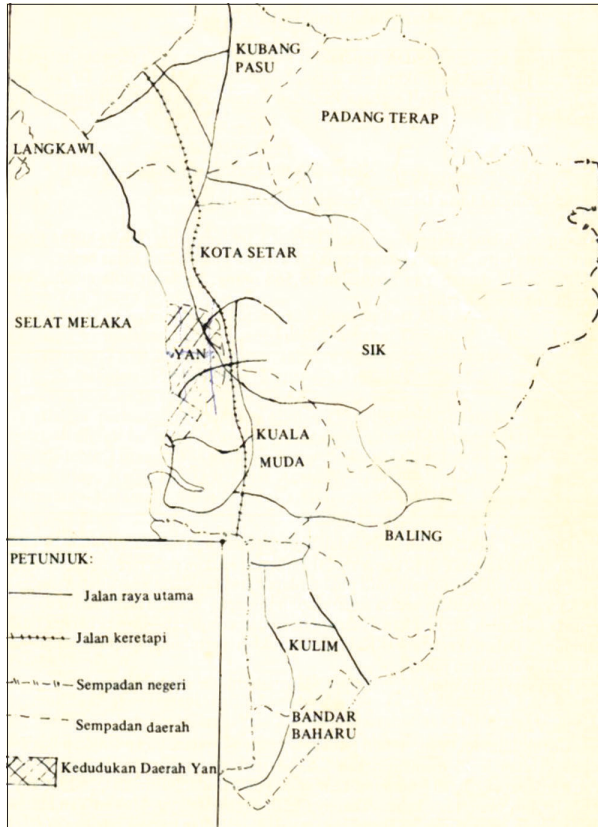 KUBANG
PASU
PADANG TERAP
LANGKAWI
KOTA SETAR
SELAT MELAKA
YAN
SIK
KUALA
MUDA
BALING
PETUNJUK:
Jalan raya utama
Jalan keretapi
Sempadan negeri
Sempadan daerah
Kedudukan Daerah Yan
KULIM
BANDAR
BAHARU